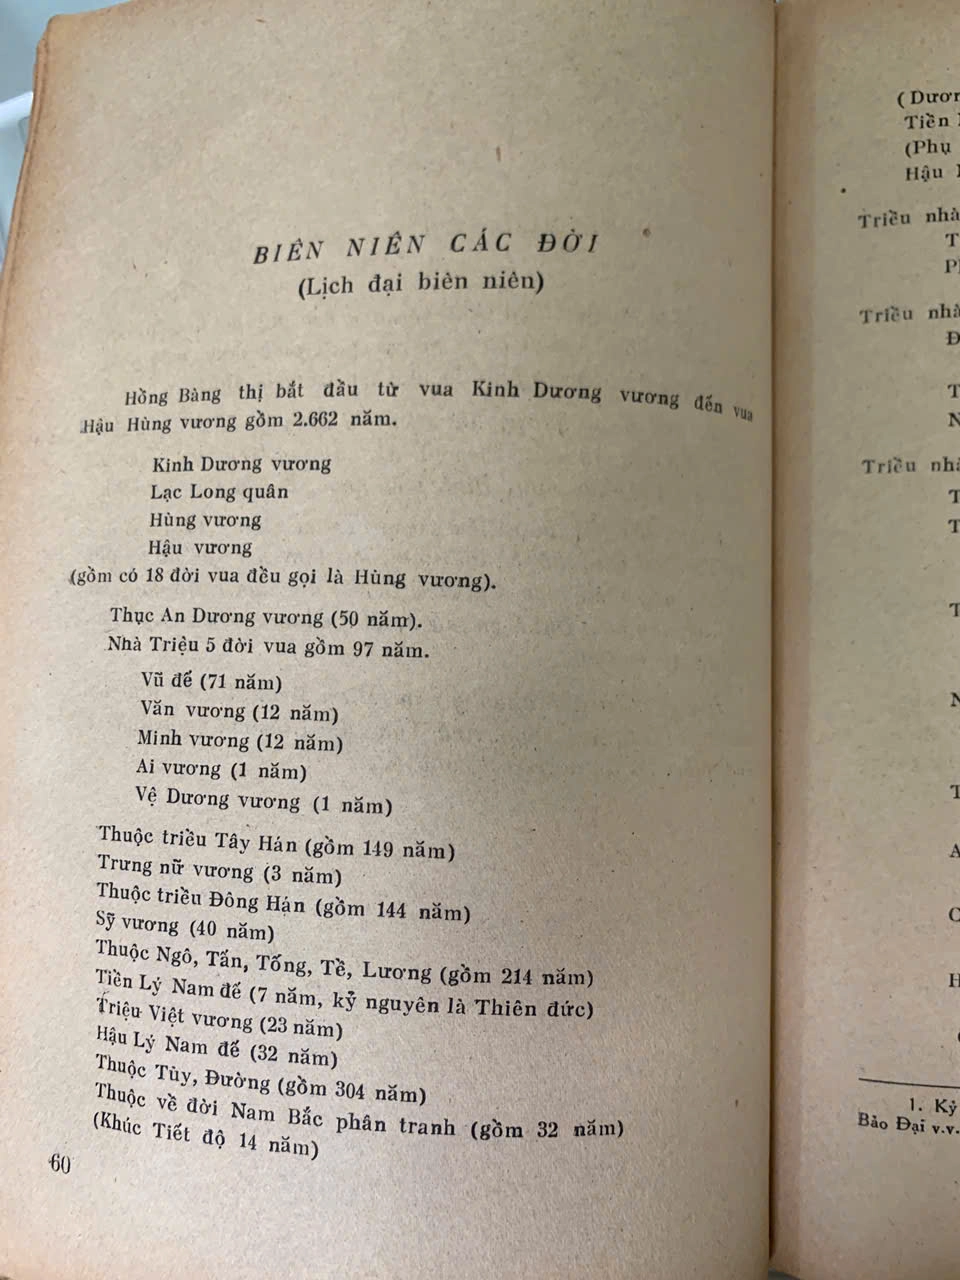 BIÊN NIÊN CÁC ĐỜI
(Lịch đại biên niên)
Hồng Bàng thị bắt đầu từ vua Kinh Dương vương đến vua
Hậu Hùng vương gồm 2.662 năm.
Kinh Dương vương
Lạc Long quân
Hùng vương
Hậu vương
(gồm có 18 đời vua đều gọi là Hùng vương).
Thục An Dương vương (50 năm).
Nhà Triệu 5 đời vua gồm 97 năm.
Vũ đế (71 năm)
Văn vương (12 năm)
Minh vương (12 năm)
Ai vương (1 năm)
Vệ Dương vương (1 năm)
Thuộc triều Tây Hán (gồm 149 năm)
Trưng nữ vương (3 năm)
Thuộc triều Đông Hán (gồm 144 năm)
Sỹ vương (40 năm)
Thuộc Ngô, Tấn, Tống, Tề, Lương (gồm 214 năm)
Tiền Lý Nam đế (7 năm, kỷ nguyên là Thiên đức)
Triệu Việt vương (23 năm)
Hậu Lý Nam đế (32 năm)
Thuộc Tùy, Đường (gồm 304 năm)
Thuộc về đời Nam Bắc phân tranh (gồm 32 năm)
(Khúc Tiết độ 14 năm)
60
Tiền
(Phụ
Hậu
Triều nhà
Triều nhà
Triều nhà
1. Kỷ
Bảo Đại v.v.